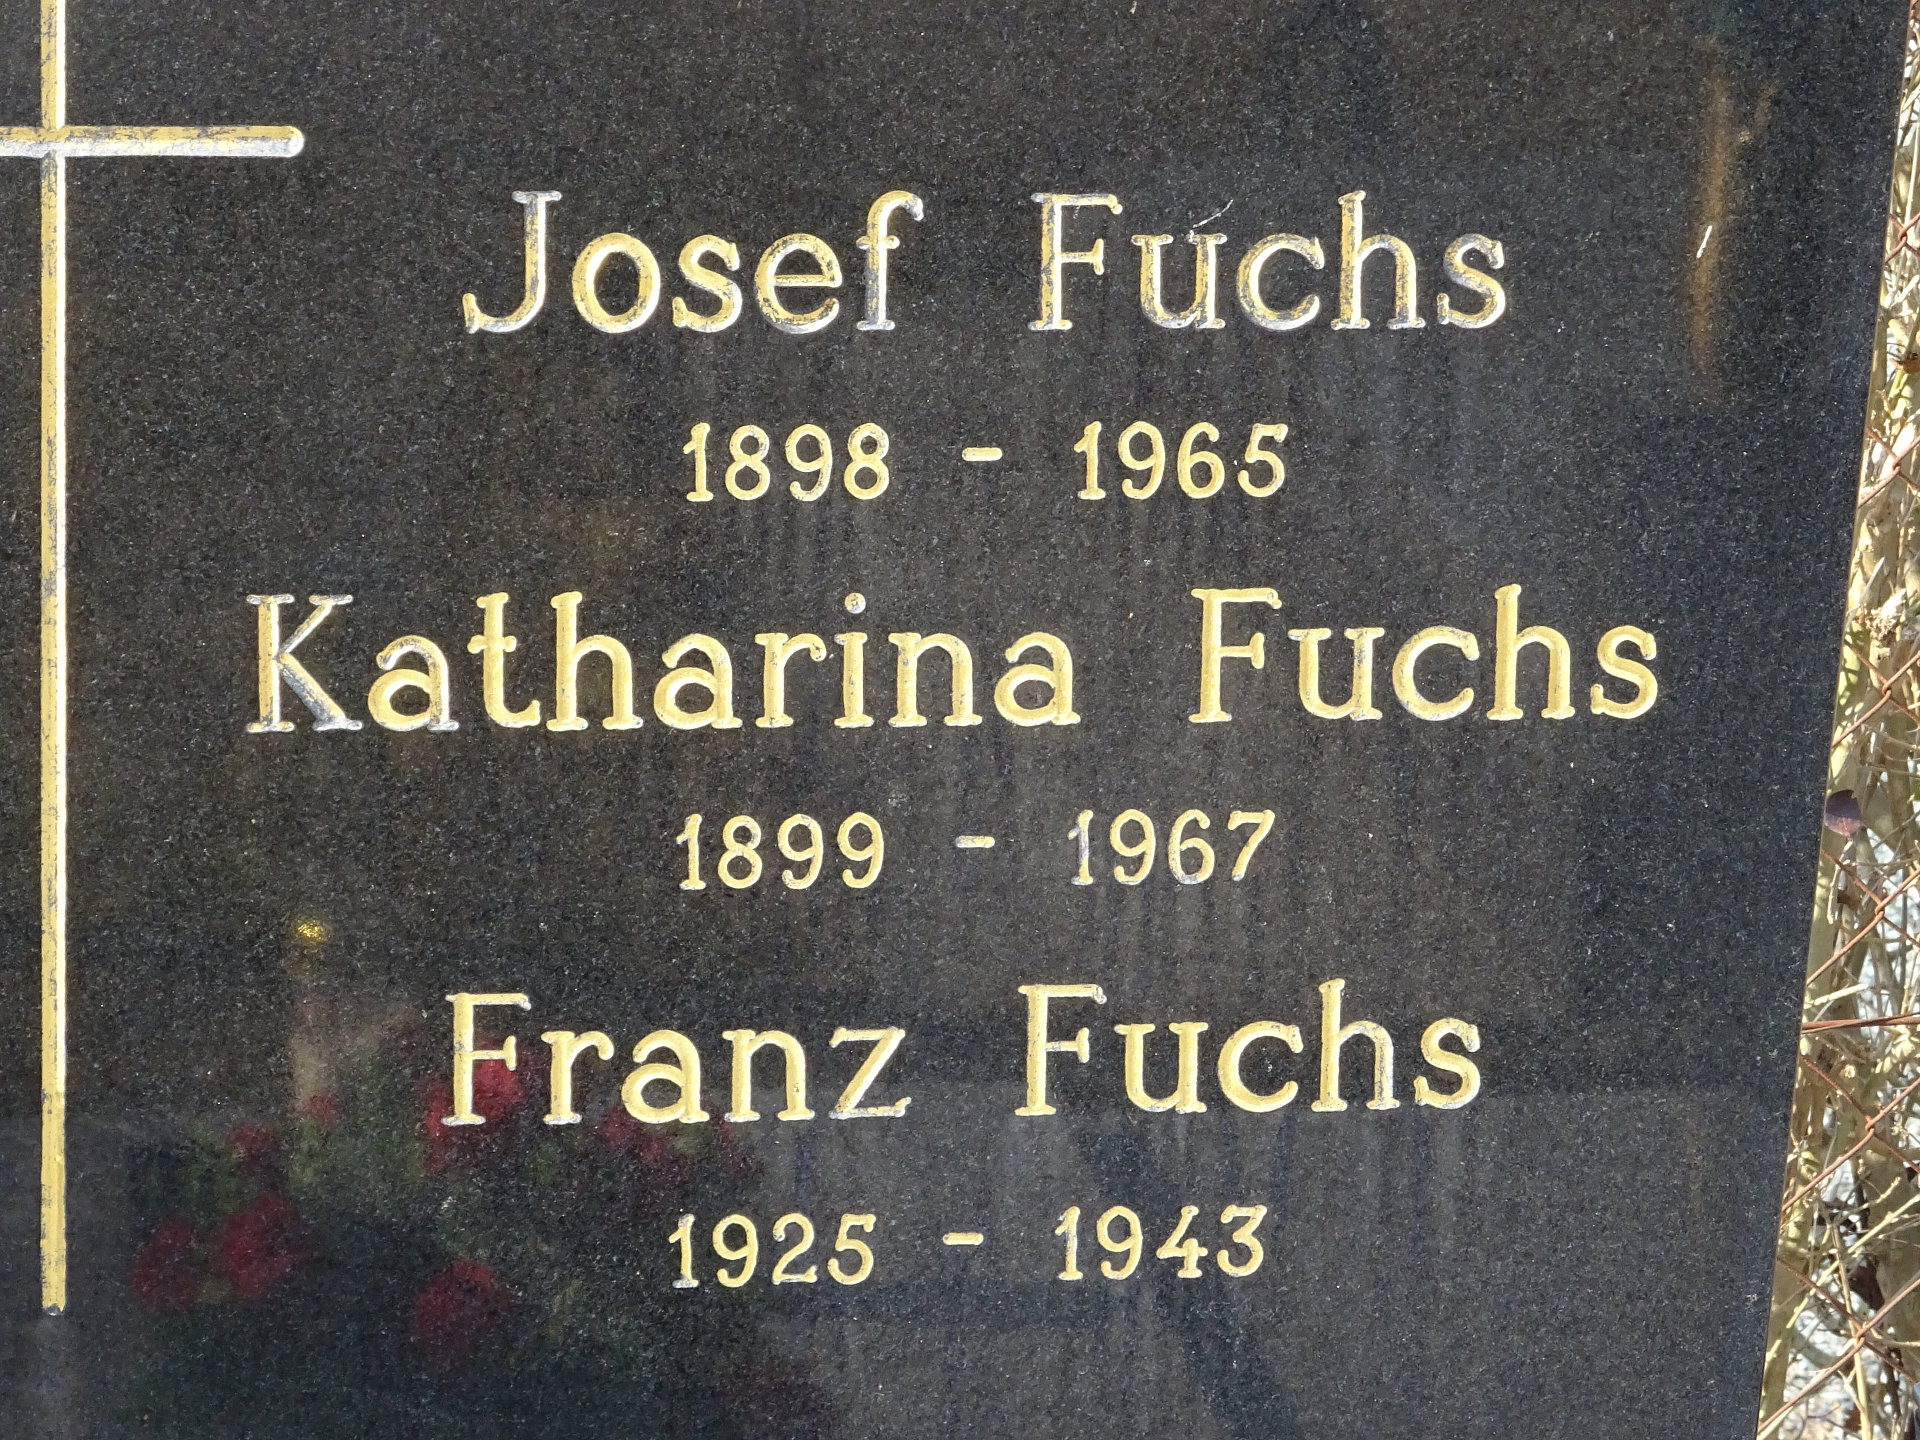 Josef Fuchs
1898 - 1965
Katharina Fuchs
1899 - 1967
Franz Fuchs
1925 - 1943